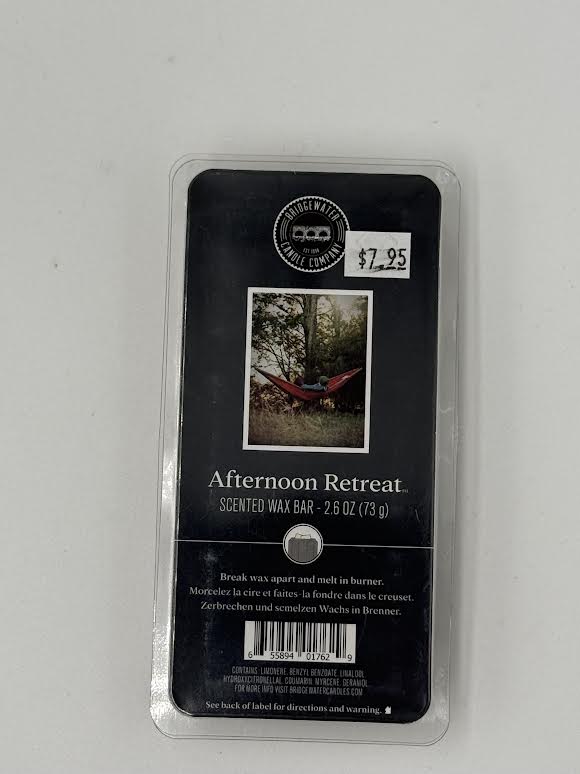 BRIDGEWATER
EST 1998
CANDLE COMPANY
$7.95
Afternoon Retreat™
SCENTED WAX BAR - 2.6 OZ (73 g)
Break wax apart and melt in burner.
Morcelez la cire et faites-la fondre dans le creuset.
Zerbrechen und scmelzen Wachs in Brenner.
6 55894 01762 9
CONTAINS: LIMONENE, BENZYL BENZOATE, LINALOOL,
HYDROXYCITRONELLAL, COUMARIN, MYRCENE, GERANIOL
FOR MORE INFO VISIT BRIDGEWATERCANDLES.COM
See back of label for directions and warning.